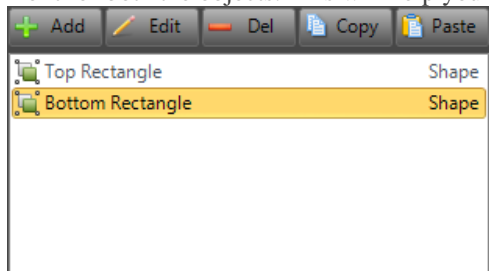 Add Edit Del Copy Paste
Top Rectangle Shape
Bottom Rectangle Shape